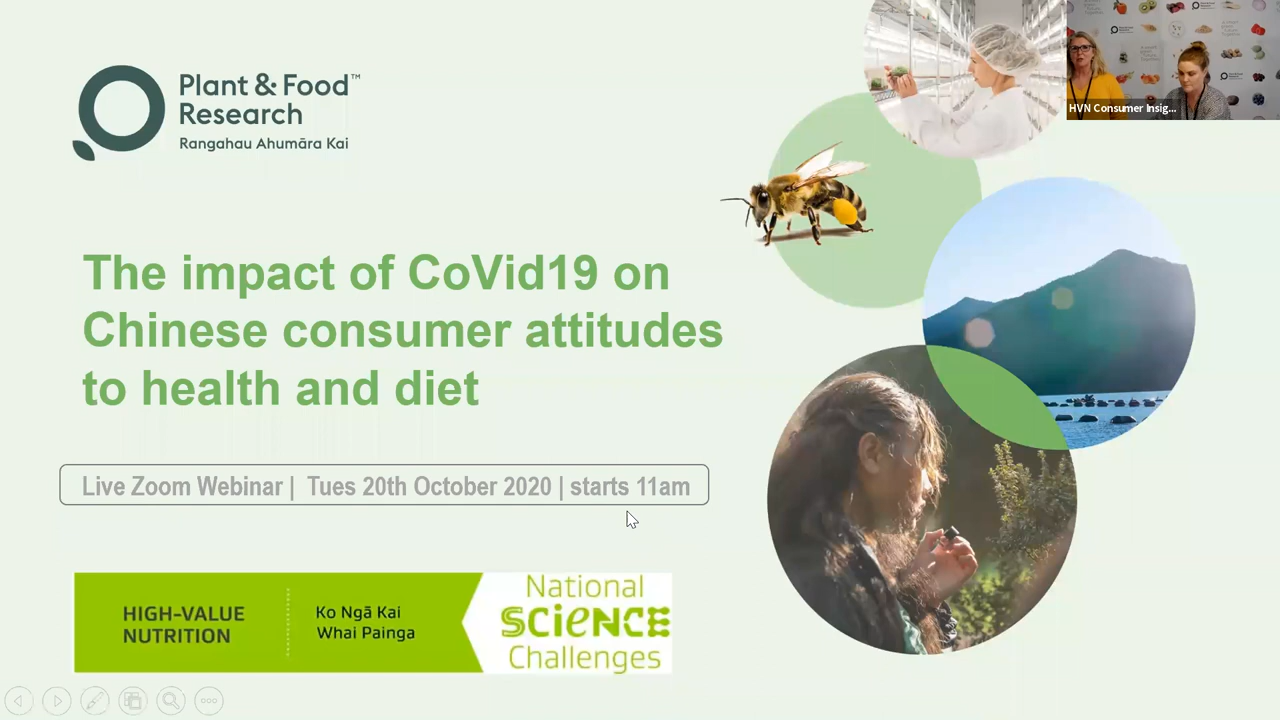 Plant & Food™
Research
Rangahau Ahumāra Kai
HVN Consumer Insig...
The impact of CoVid19 on
Chinese consumer attitudes
to health and diet
Live Zoom Webinar | Tues 20th October 2020 | starts 11am
HIGH-VALUE
NUTRITION
Ko Ngā Kai
Whai Painga
National
SCIENCE
Challenges